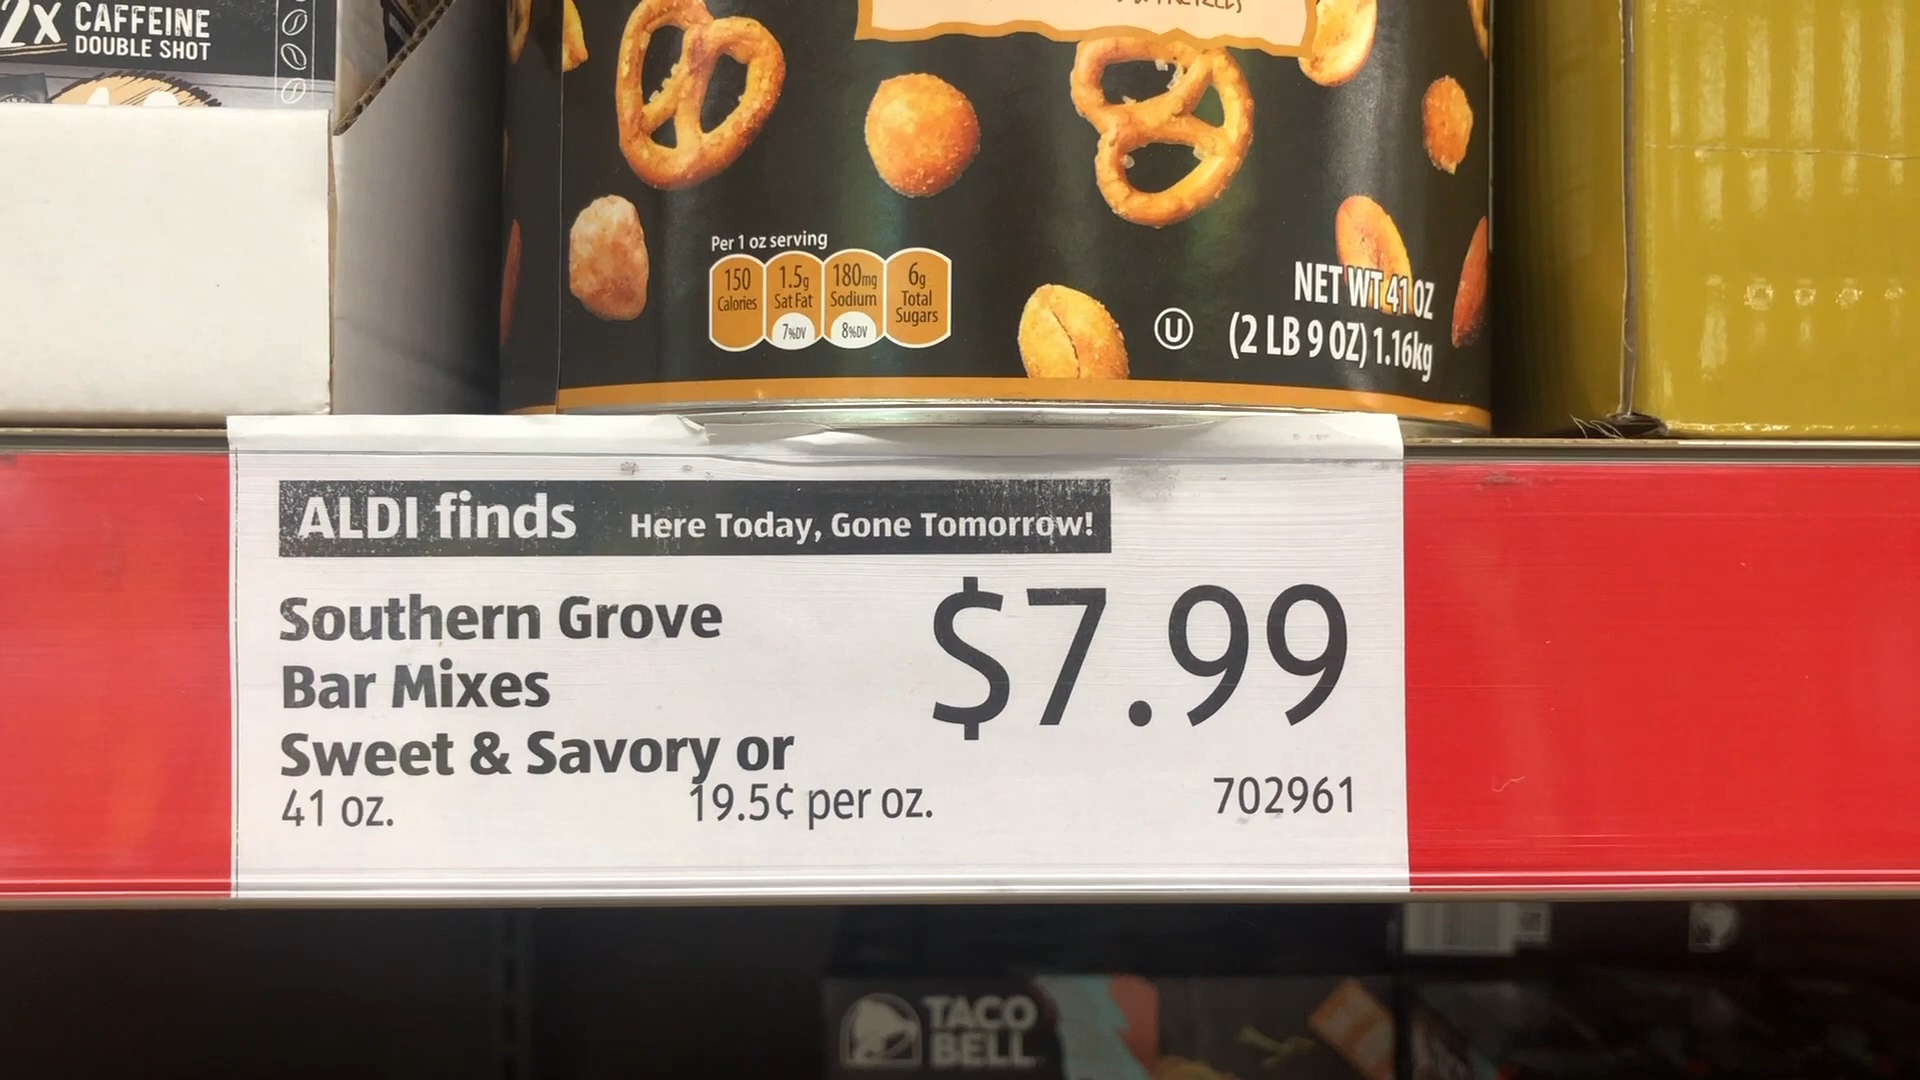 2X CAFFEINE
DOUBLE SHOT
Per 1 oz serving
150
Calories
1.5g
Sat Fat
7%DV
180mg
Sodium
8%DV
6g
Total
Sugars
U
NET WT 41 OZ
(2 LB 9 OZ) 1.16kg
ALDI finds Here Today, Gone Tomorrow!
Southern Grove
Bar Mixes
Sweet & Savory or
$7.99
41 oz. 19.5¢ per oz. 702961
TACO
BELL